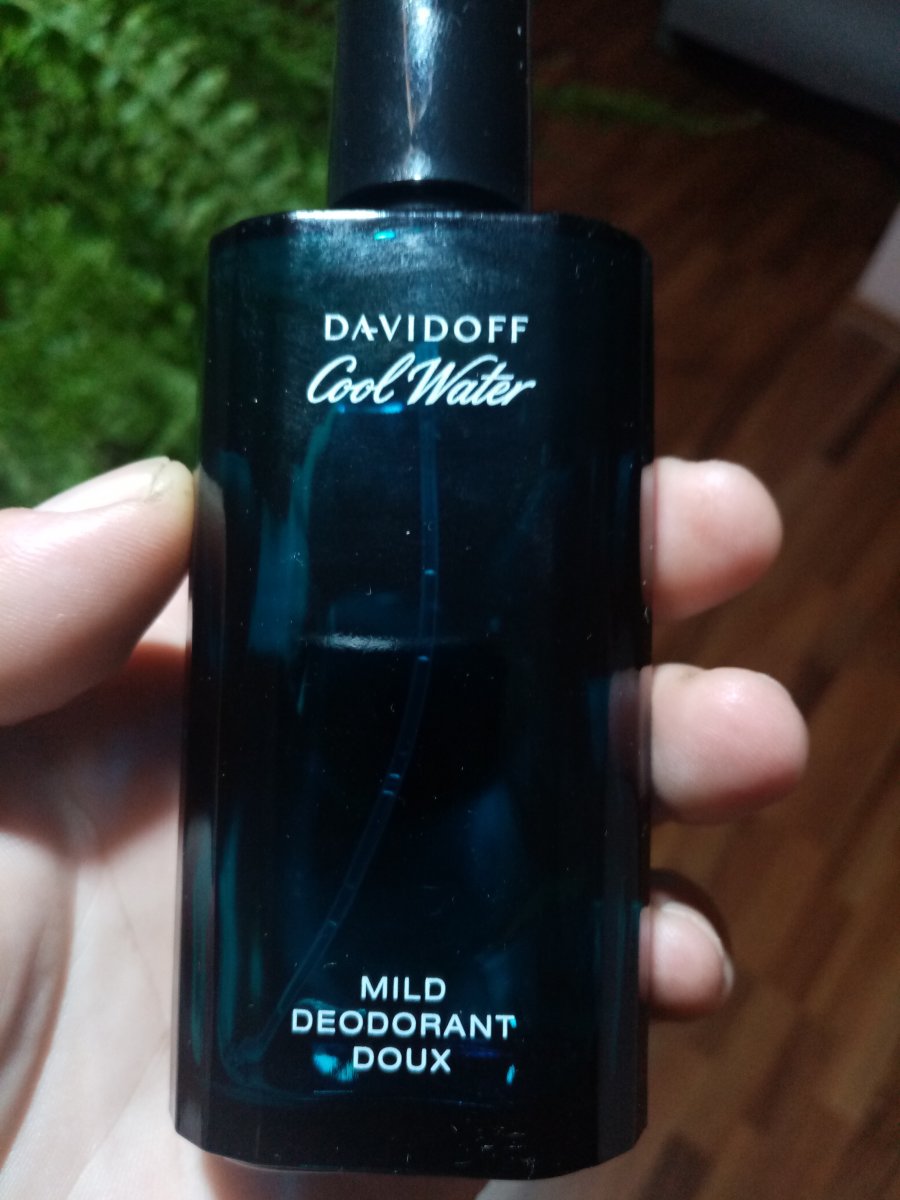 DAVIDOFF
Cool Water
MILD
DEODORANT
DOUX